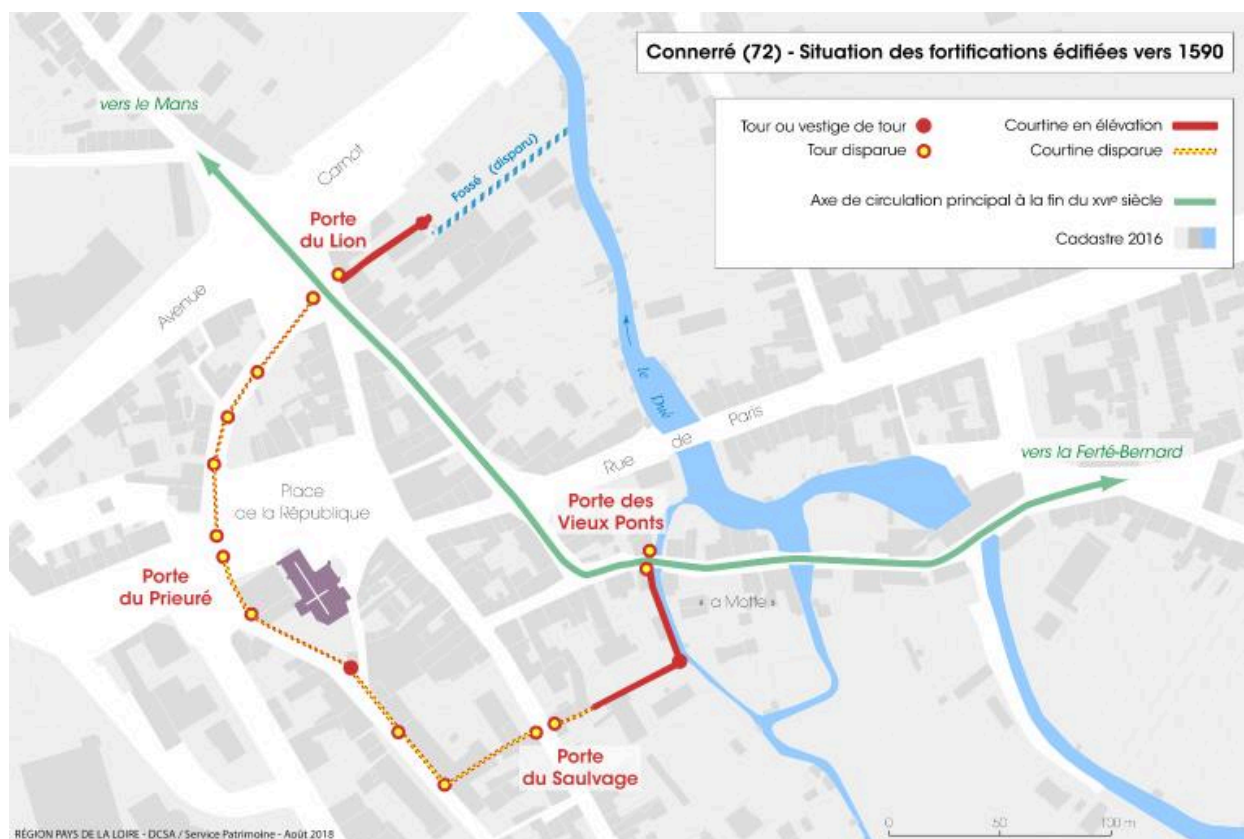 Connerré (72) - Situation des fortifications édifiées vers 1590
Tour ou vestige de tour
Courtine en élévation
Tour disparue
Courtine disparue
Axe de circulation principal à la fin du XVIe siècle
Cadastre 2016
vers le Mans
Carnot
Fossé (disparu)
Porte
du Lion
Avenue
le Dué
Rue de Paris
vers la Ferté-Bernard
Place
de la République
Porte des
Vieux Ponts
Porte
du Prieuré
"la Motte"
Porte
du Saulvage
0 50 100 m
RÉGION PAYS DE LA LOIRE - DCSA / Service Patrimoine - Août 2018